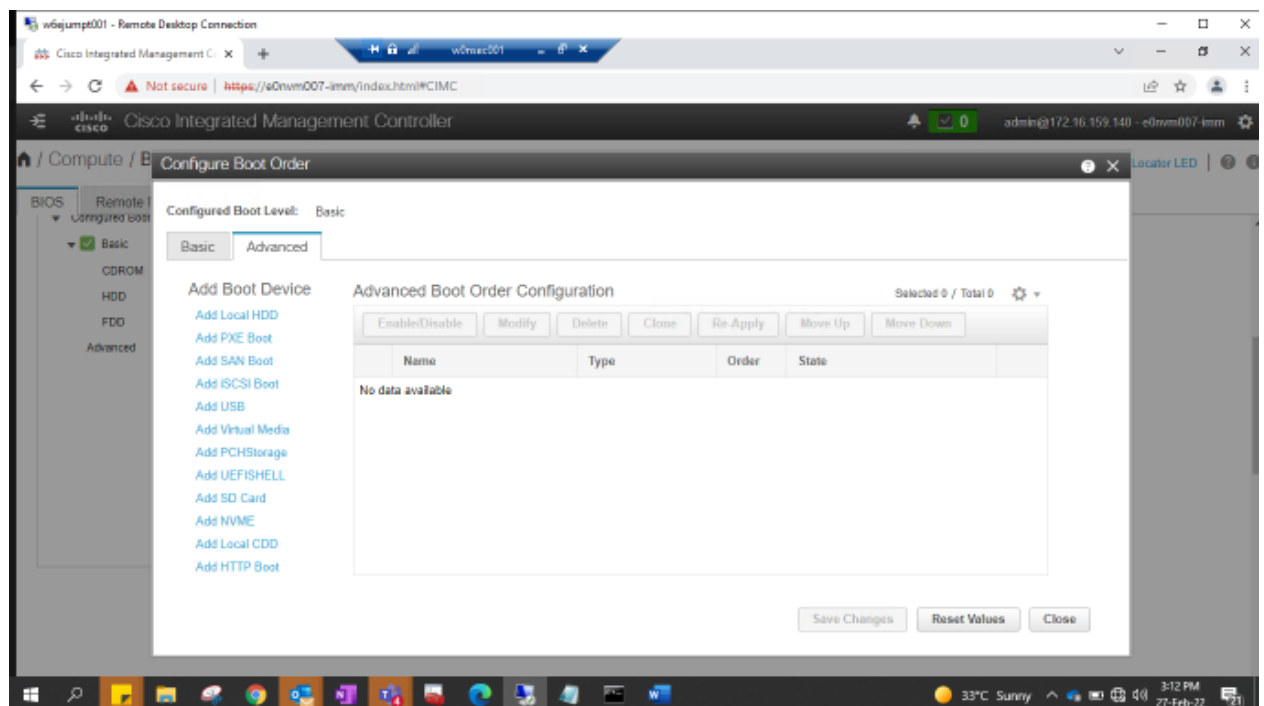 w6ejumpt001 - Remote Desktop Connection
Cisco Integrated Management C
w0nsec001
Not secure | https://e0nvm007-imm/index.html#CIMC
cisco Cisco Integrated Management Controller
0
admin@172.16.159.140 - e0nvm007-imm
/ Compute / B
Configure Boot Order
Locator LED
BIOS
Remote
Configured Boot Level: Basic
Configured Boot
Basic
CDROM
HDD
FDD
Advanced
Basic
Advanced
Add Boot Device
Add Local HDD
Add PXE Boot
Add SAN Boot
Add iSCSI Boot
Add USB
Add Virtual Media
Add PCHStorage
Add UEFISHELL
Add SD Card
Add NVME
Add Local CDD
Add HTTP Boot
Advanced Boot Order Configuration
Selected 0 / Total 0
Enable/Disable
Modify
Delete
Clone
Re-Apply
Move Up
Move Down
Name
Type
Order
State
No data available
Save Changes
Reset Values
Close
33°C Sunny
3:12 PM
27-Feb-22